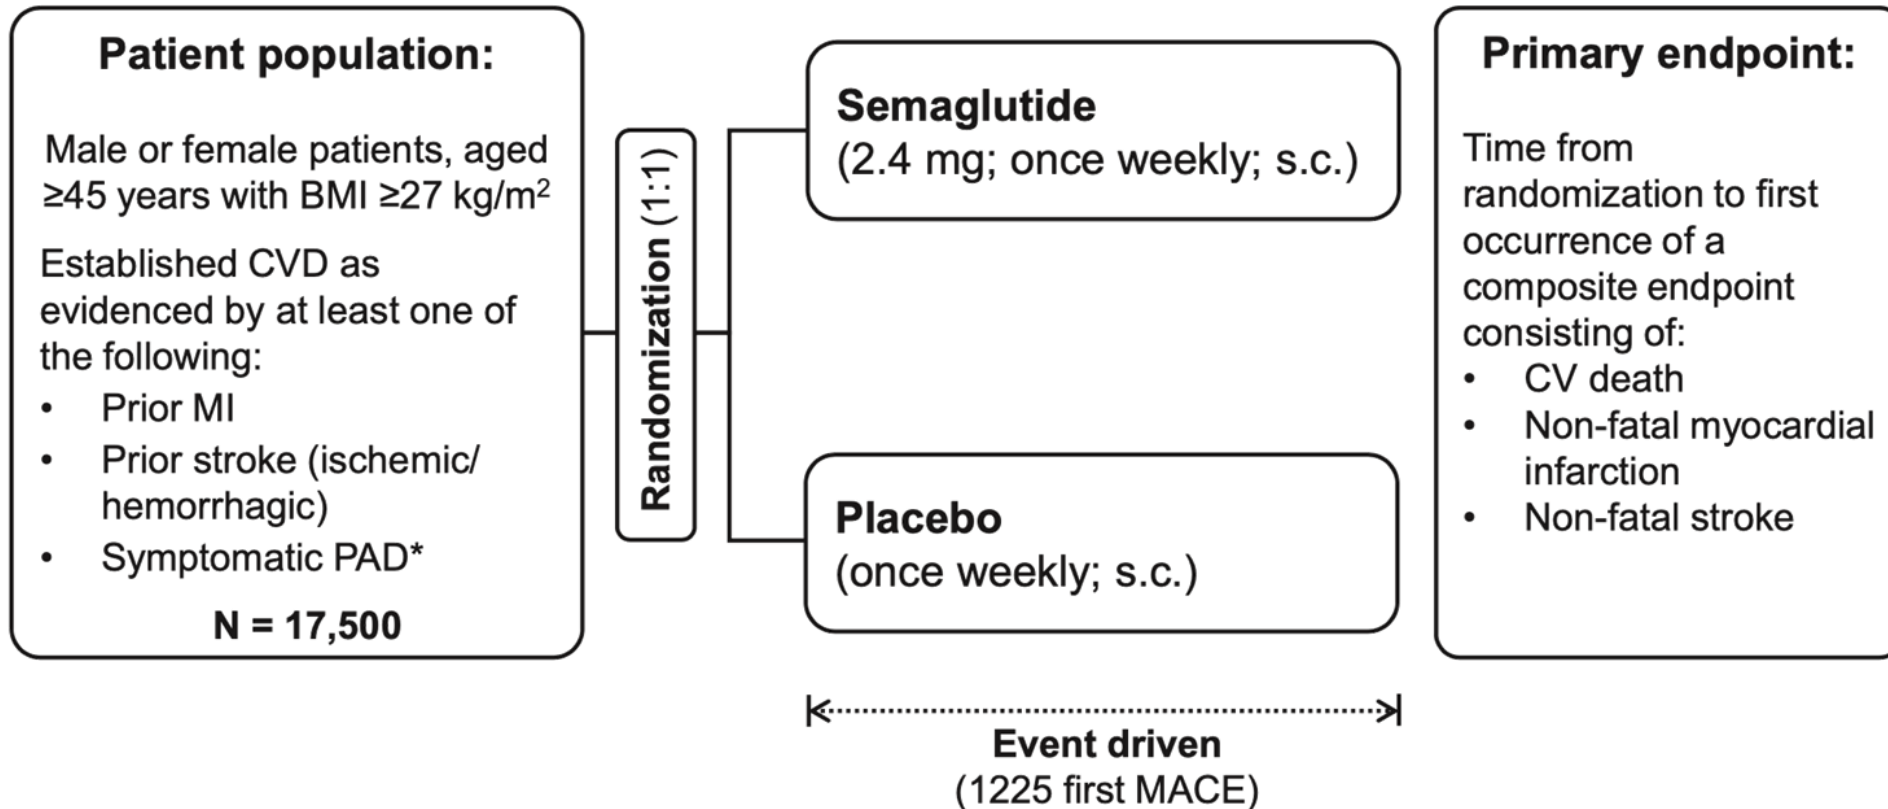 Patient population:
Male or female patients, aged
≥45 years with BMI ≥27 kg/m²
Established CVD as
evidenced by at least one of
the following:
• Prior MI
• Prior stroke (ischemic/
hemorrhagic)
• Symptomatic PAD*
N = 17,500
Randomization (1:1)
Semaglutide
(2.4 mg; once weekly; s.c.)
Placebo
(once weekly; s.c.)
Event driven
(1225 first MACE)
Primary endpoint:
Time from
randomization to first
occurrence of a
composite endpoint
consisting of:
• CV death
• Non-fatal myocardial
infarction
• Non-fatal stroke